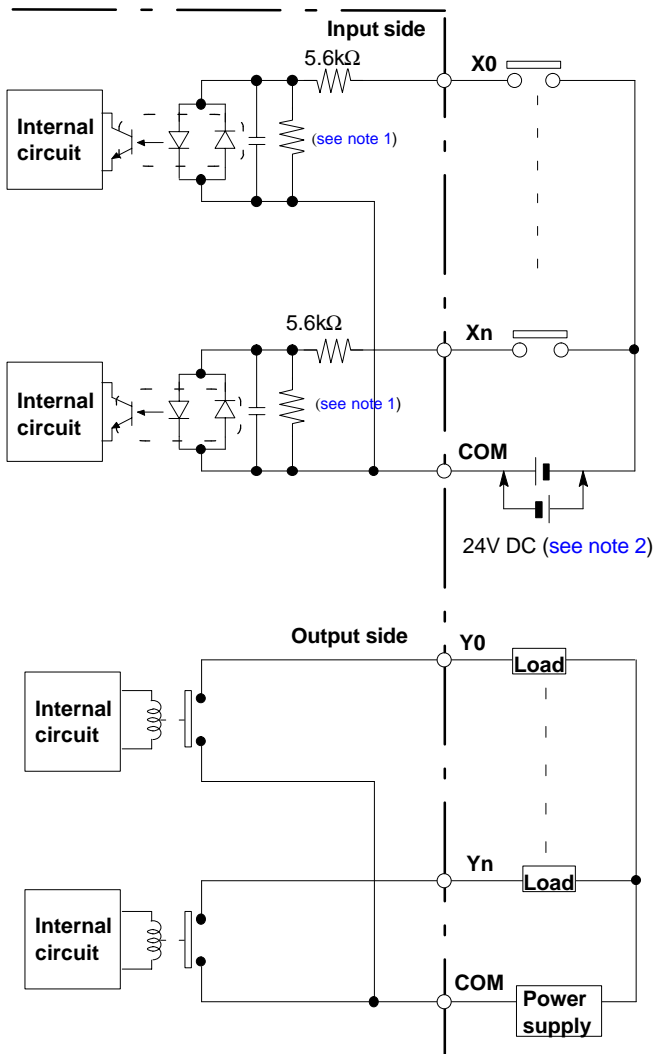 Input side
5.6kΩ
X0
Internal
circuit
(see note 1)
5.6kΩ
Xn
Internal
circuit
(see note 1)
COM
24V DC (see note 2)
Output side
Y0
Load
Internal
circuit
Yn
Load
Internal
circuit
COM
Power
supply